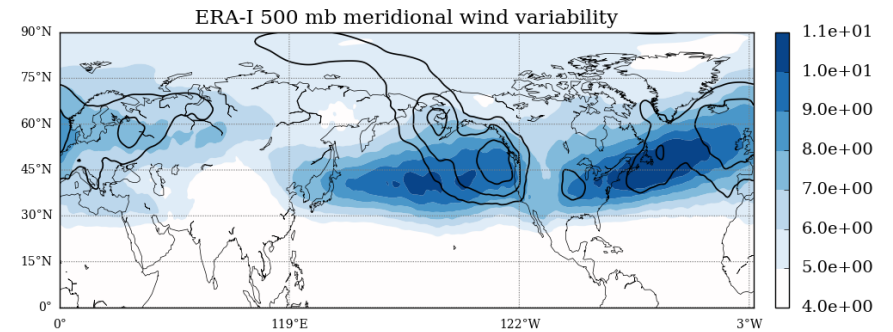 ERA-I 500 mb meridional wind variability
90°N
75°N
60°N
45°N
30°N
15°N
0°
0°
119°E
122°W
3°W
1.1e+01
1.0e+01
9.0e+00
8.0e+00
7.0e+00
6.0e+00
5.0e+00
4.0e+00